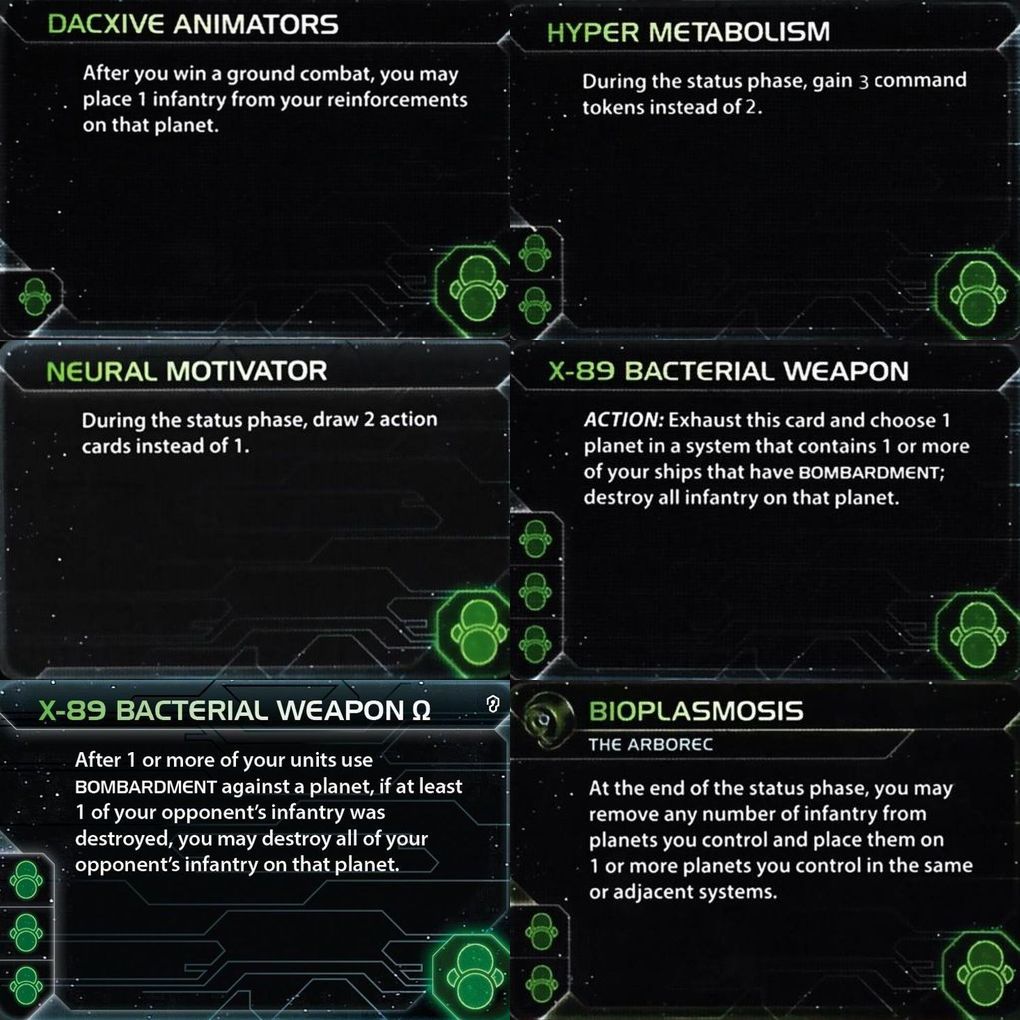 DACXIVE ANIMATORS
After you win a ground combat, you may
place 1 infantry from your reinforcements
on that planet.
HYPER METABOLISM
During the status phase, gain 3 command
tokens instead of 2.
NEURAL MOTIVATOR
During the status phase, draw 2 action
cards instead of 1.
X-89 BACTERIAL WEAPON
ACTION: Exhaust this card and choose 1
planet in a system that contains 1 or more
of your ships that have BOMBARDMENT;
destroy all infantry on that planet.
X-89 BACTERIAL WEAPON Ω
After 1 or more of your units use
BOMBARDMENT against a planet, if at least
1 of your opponent's infantry was
destroyed, you may destroy all of your
opponent's infantry on that planet.
BIOPLASMOSIS
THE ARBOREC
At the end of the status phase, you may
remove any number of infantry from
planets you control and place them on
1 or more planets you control in the same
or adjacent systems.